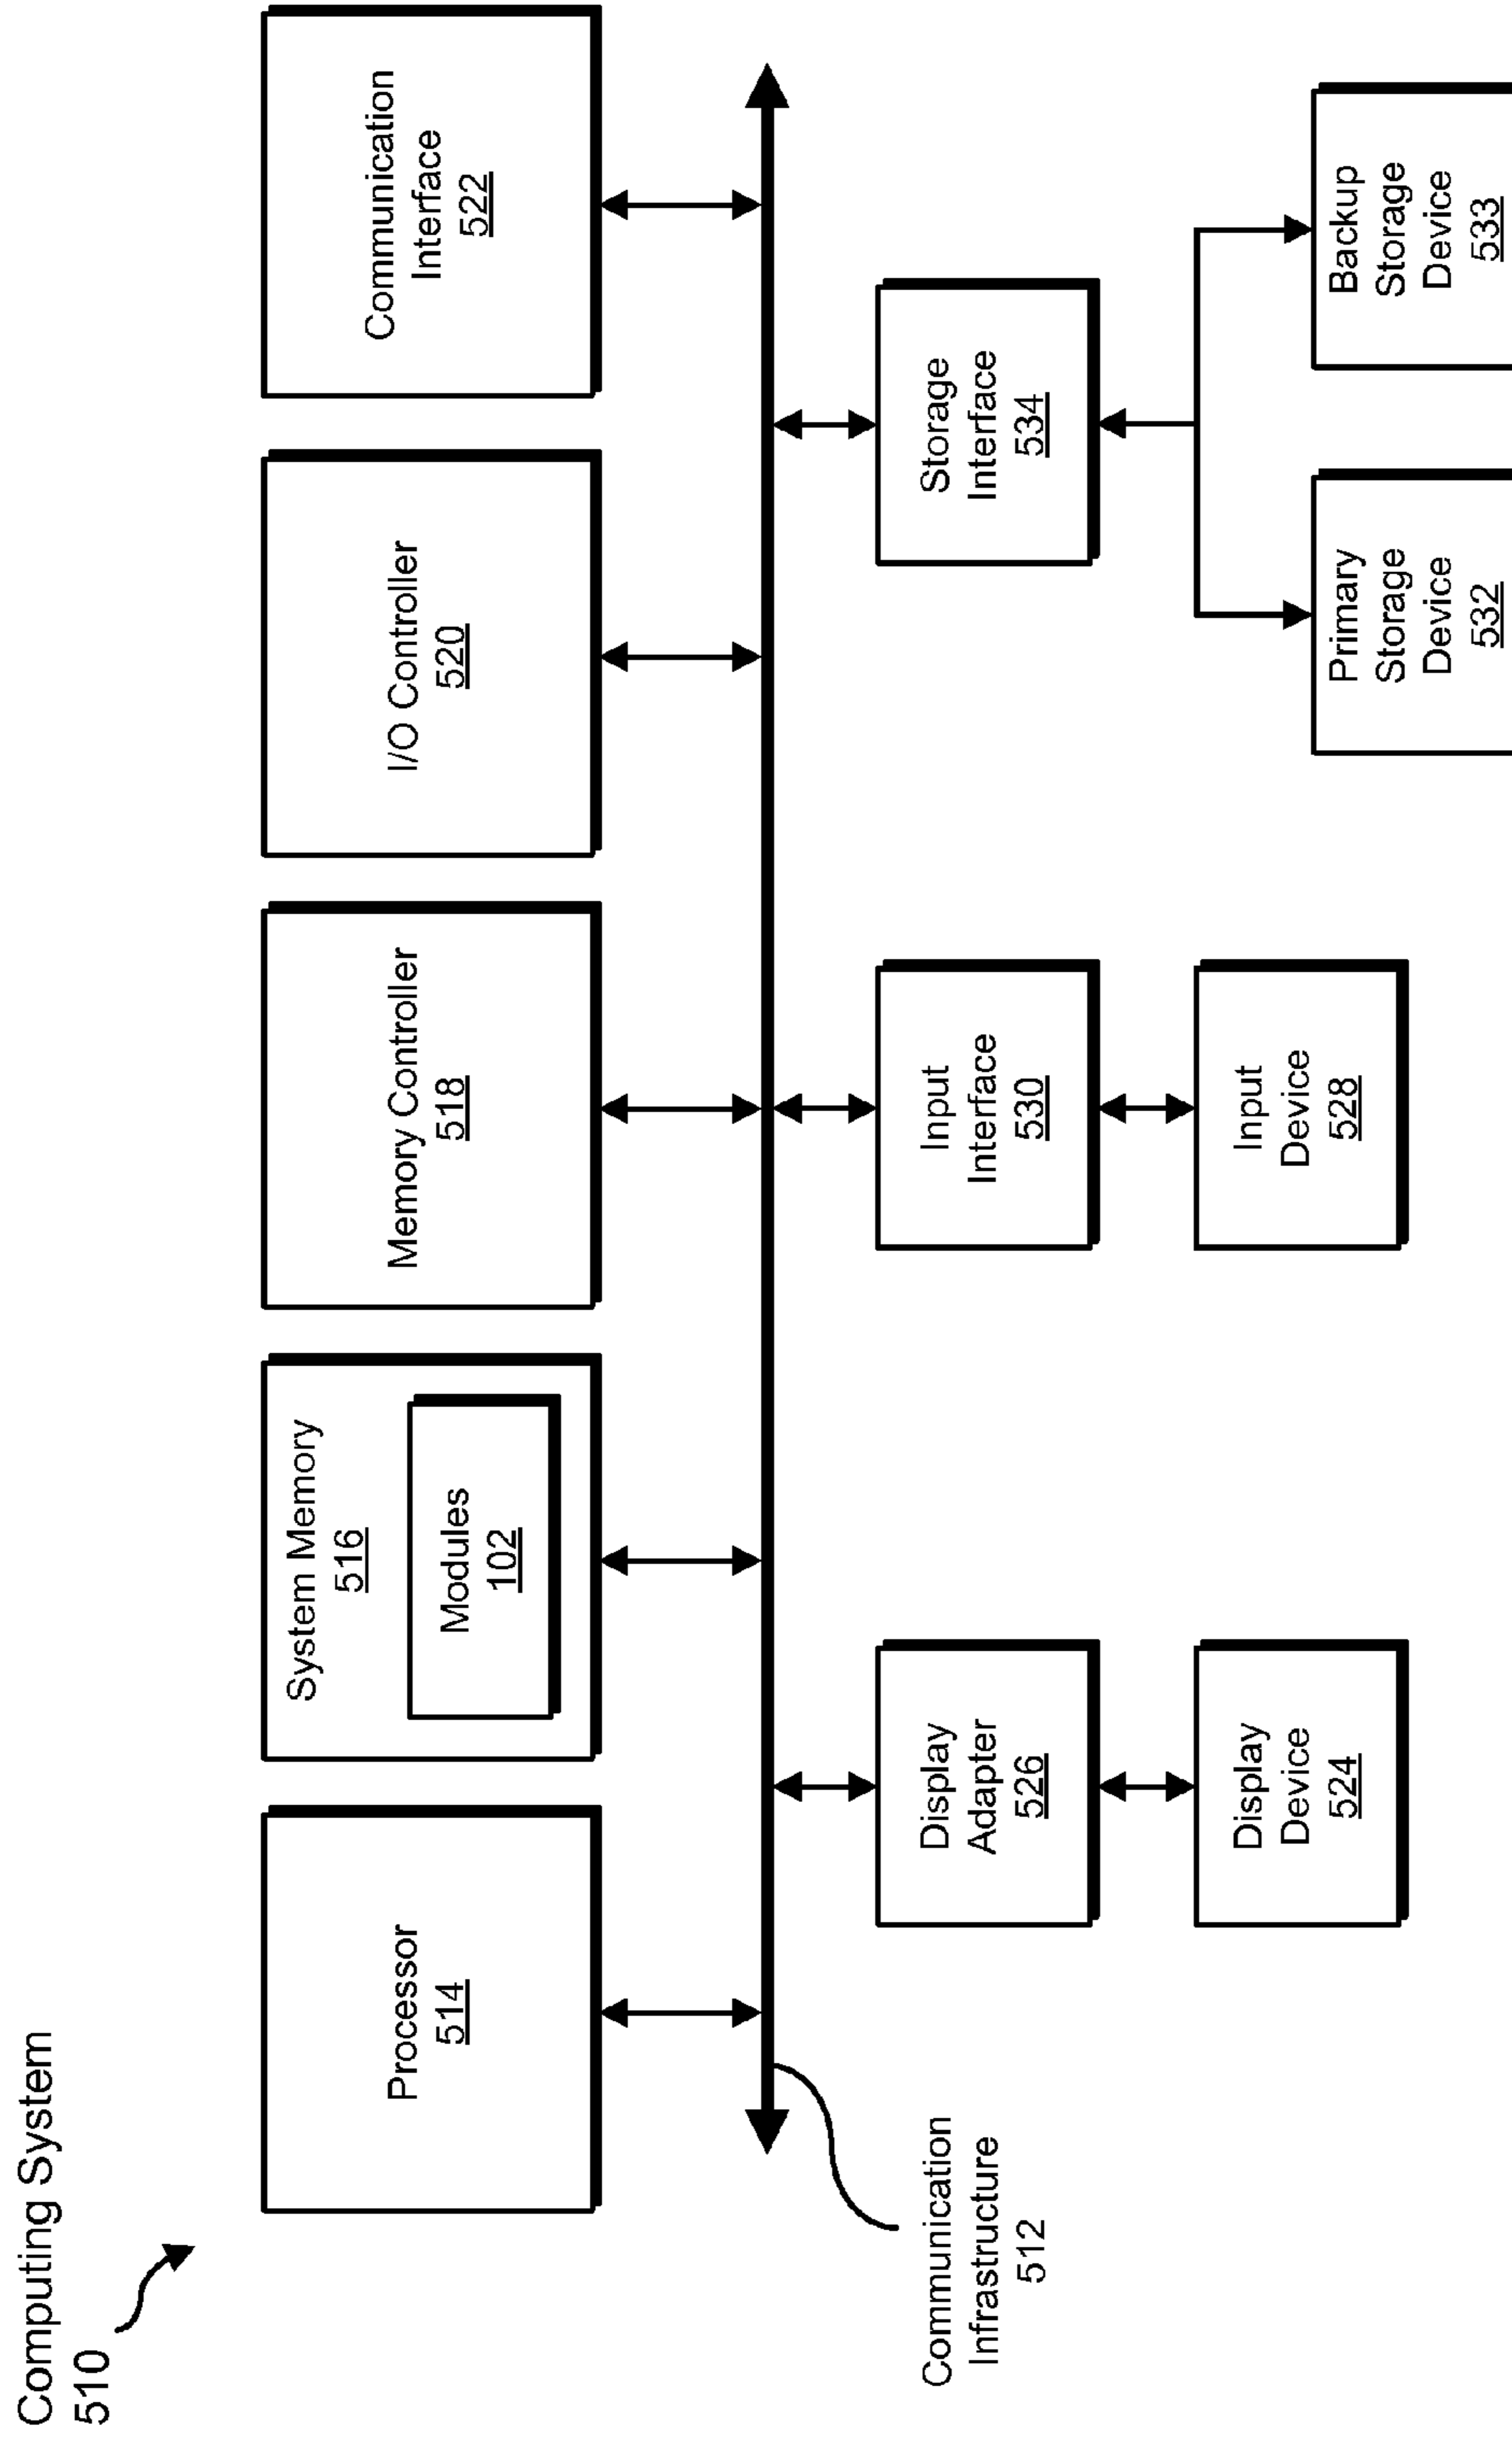 Computing System
510
Processor
514
System Memory
516
Modules
102
Memory Controller
518
I/O Controller
520
Communication
Interface
522
Communication
Infrastructure
512
Display
Adapter
526
Input
Interface
530
Storage
Interface
534
Display
Device
524
Input
Device
528
Primary
Storage
Device
532
Backup
Storage
Device
533